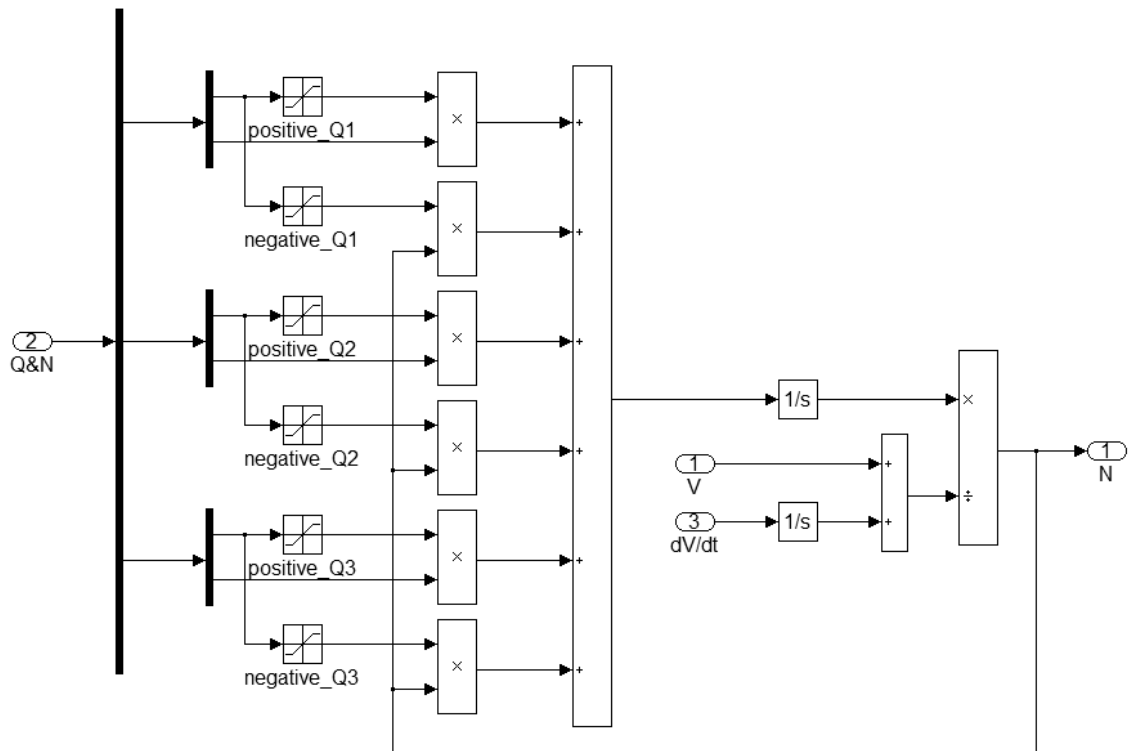 ×
positive_Q1
+
×
negative_Q1
+
×
positive_Q2
+
2
Q&N
×
negative_Q2
+
×
positive_Q3
+
×
negative_Q3
+
1/s
×
1
V
+
÷
1
N
3
dV/dt
1/s
+